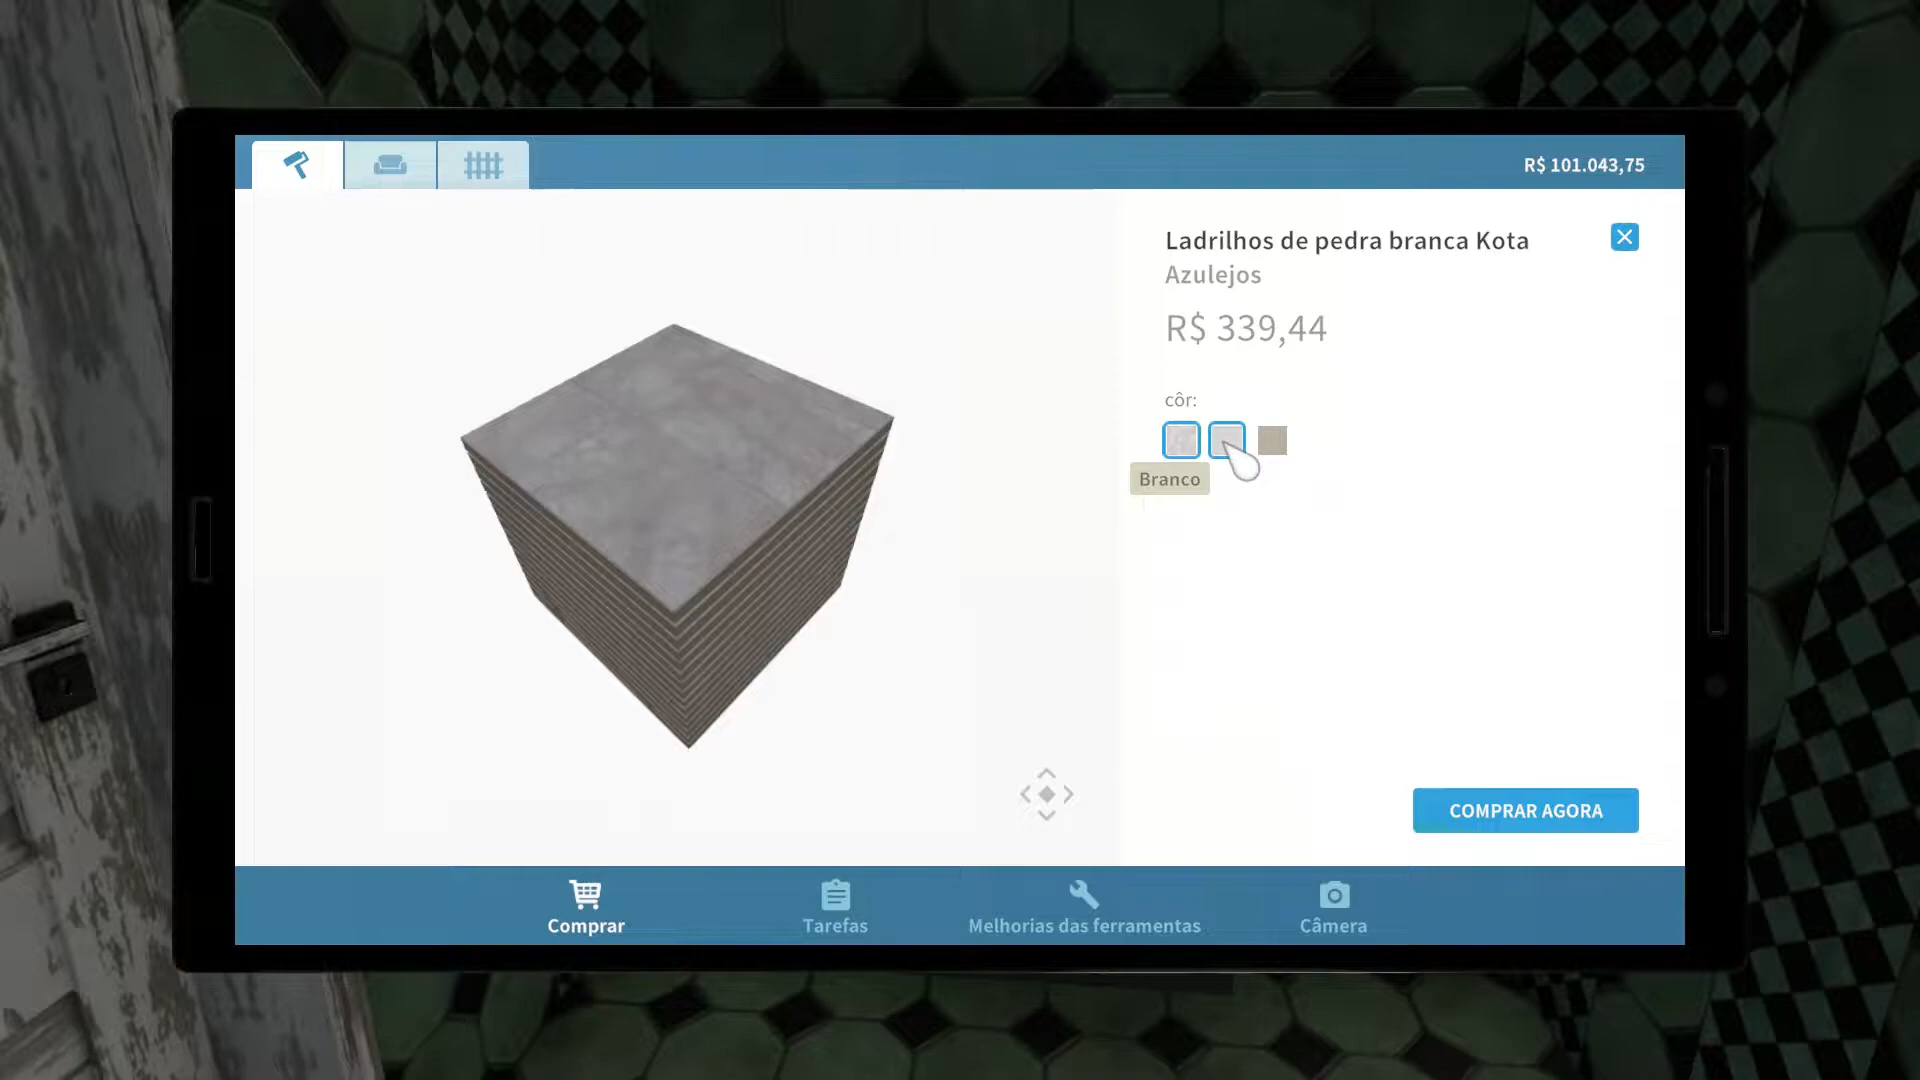 R$ 101.043,75
Ladrilhos de pedra branca Kota
Azulejos
R$ 339,44
côr:
Branco
COMPRAR AGORA
Comprar
Tarefas
Melhorias das ferramentas
Câmera